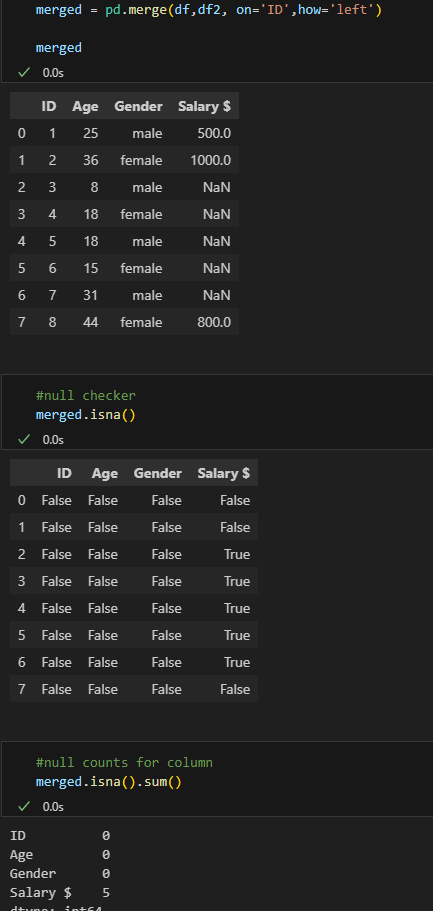 merged = pd.merge(df,df2, on='ID',how='left')
merged
0.0s
ID Age Gender Salary $
0 1 25 male 500.0
1 2 36 female 1000.0
2 3 8 male NaN
3 4 18 female NaN
4 5 18 male NaN
5 6 15 female NaN
6 7 31 male NaN
7 8 44 female 800.0
#null checker
merged.isna()
0.0s
ID Age Gender Salary $
0 False False False False
1 False False False False
2 False False False True
3 False False False True
4 False False False True
5 False False False True
6 False False False True
7 False False False False
#null counts for column
merged.isna().sum()
0.0s
ID 0
Age 0
Gender 0
Salary $ 5
dtype: int64